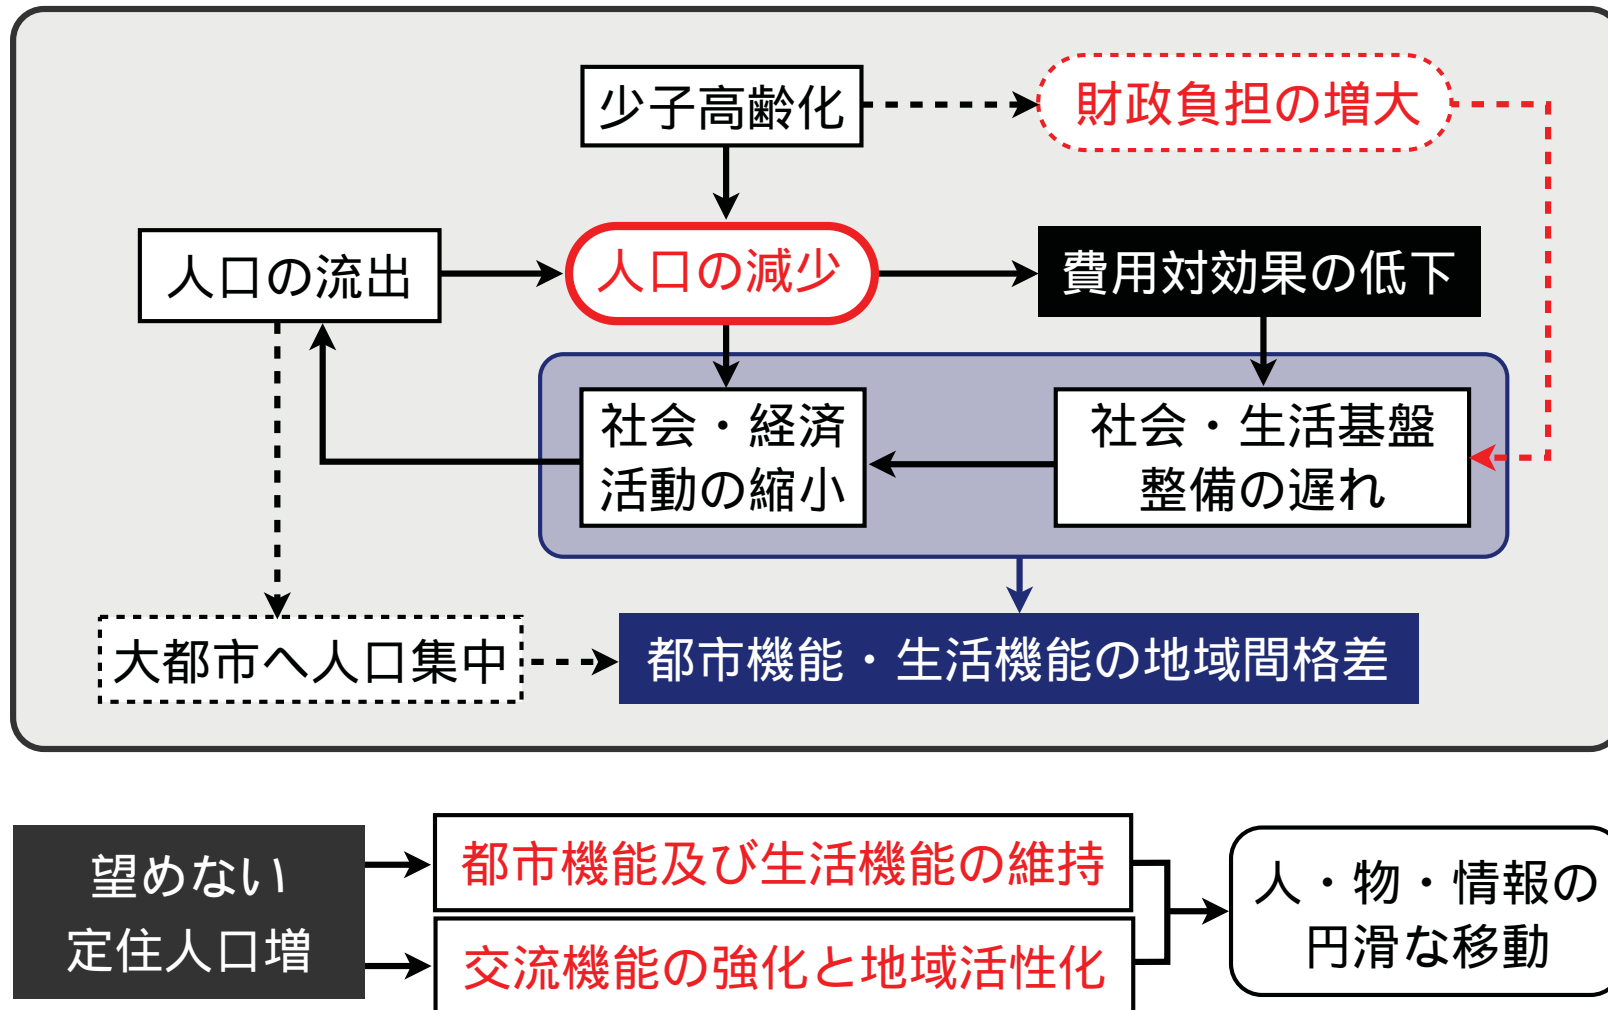 少子高齢化
財政負担の増大
人口の流出
人口の減少
費用対効果の低下
社会・経済
活動の縮小
社会・生活基盤
整備の遅れ
大都市へ人口集中
都市機能・生活機能の地域間格差
望めない
定住人口増
都市機能及び生活機能の維持
交流機能の強化と地域活性化
人・物・情報の
円滑な移動